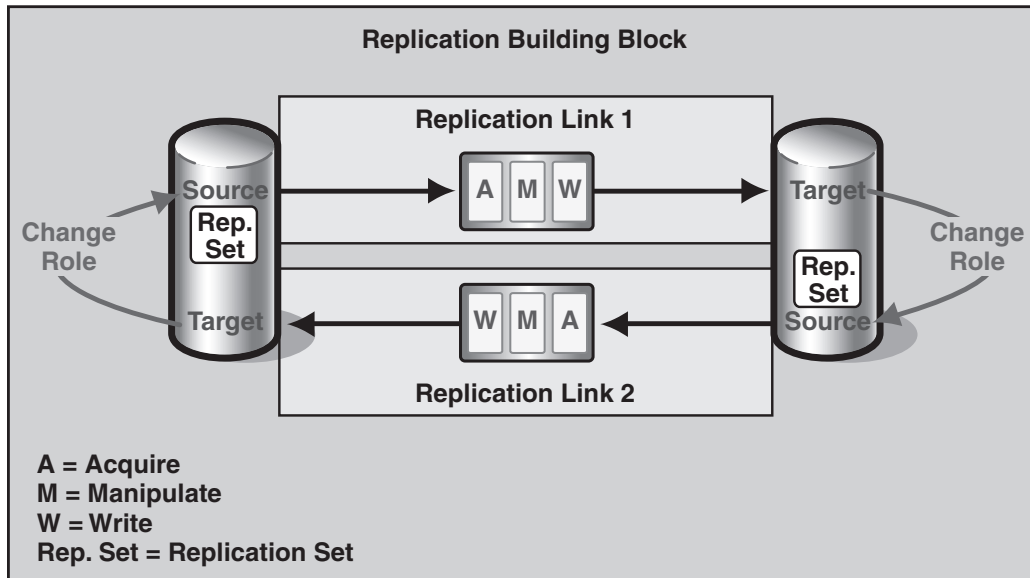 Replication Building Block
Replication Link 1
Source
A M W
Target
Rep.
Set
Change
Role
Change
Role
Rep.
Set
Target
W M A
Source
Replication Link 2
A = Acquire
M = Manipulate
W = Write
Rep. Set = Replication Set